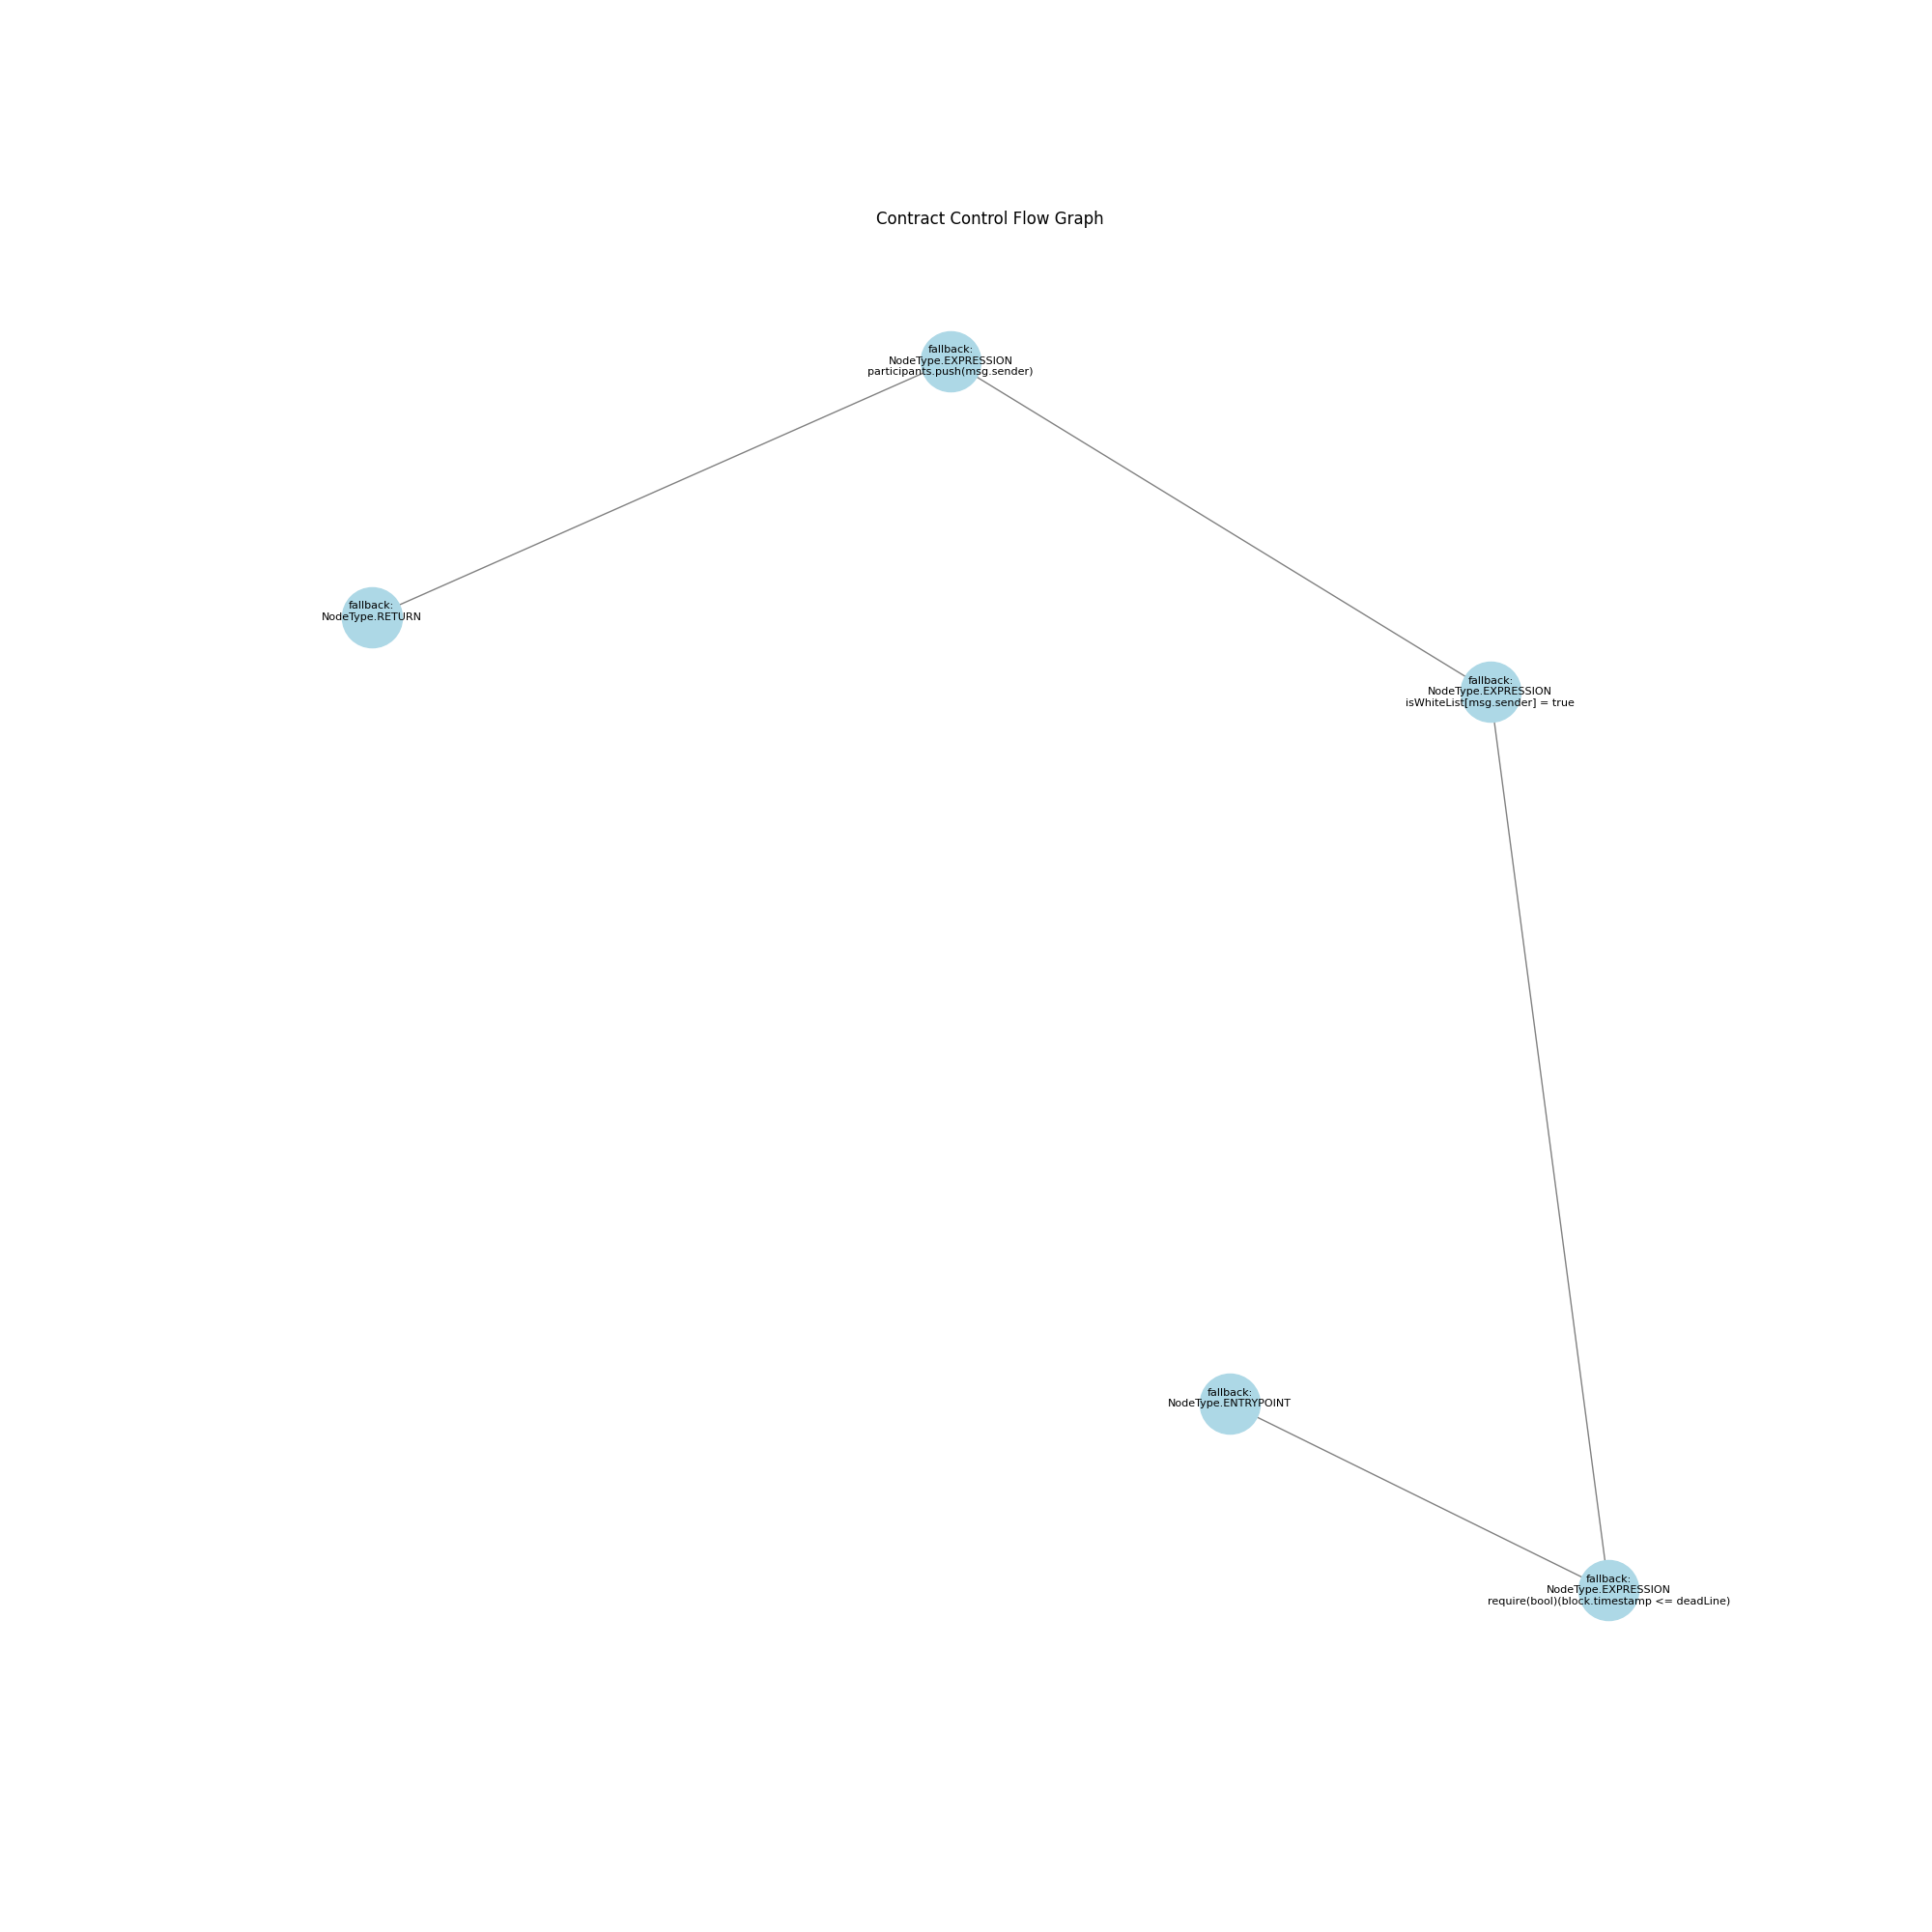 Contract Control Flow Graph
fallback:
NodeType.EXPRESSION
participants.push(msg.sender)
fallback:
NodeType.RETURN
fallback:
NodeType.EXPRESSION
isWhiteList[msg.sender] = true
fallback:
NodeType.ENTRYPOINT
fallback:
NodeType.EXPRESSION
require(bool)(block.timestamp <= deadLine)